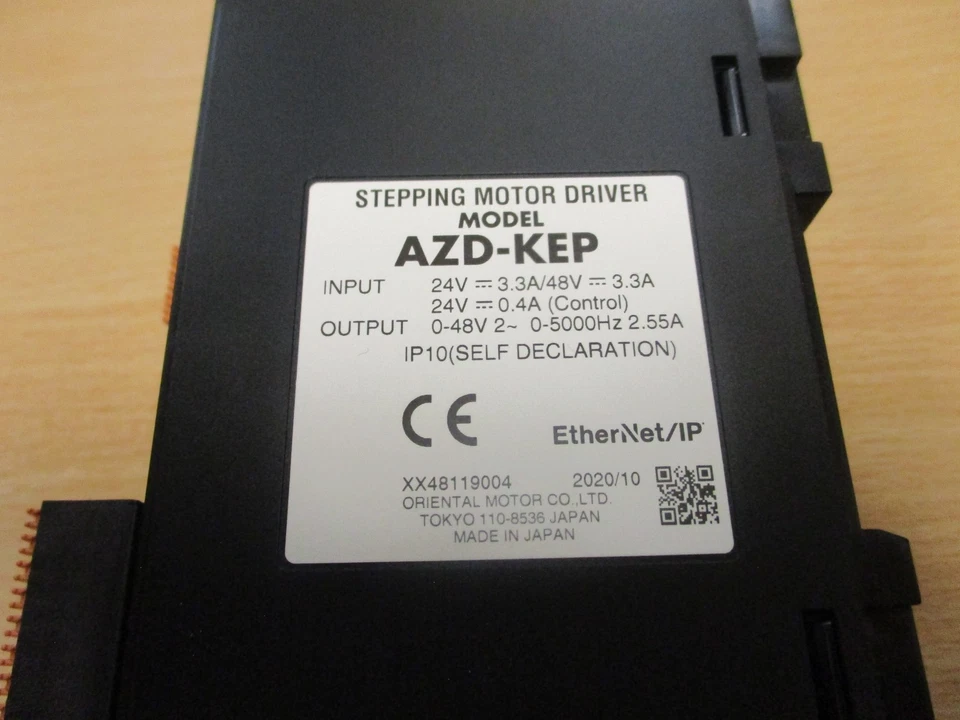 STEPPING MOTOR DRIVER
MODEL
AZD-KEP
INPUT 24V ⎓ 3.3A/48V ⎓ 3.3A
24V ⎓ 0.4A (Control)
OUTPUT 0-48V 2~ 0-5000Hz 2.55A
IP10(SELF DECLARATION)
CE EtherNet/IP
XX48119004 2020/10
ORIENTAL MOTOR CO.,LTD.
TOKYO 110-8536 JAPAN
MADE IN JAPAN